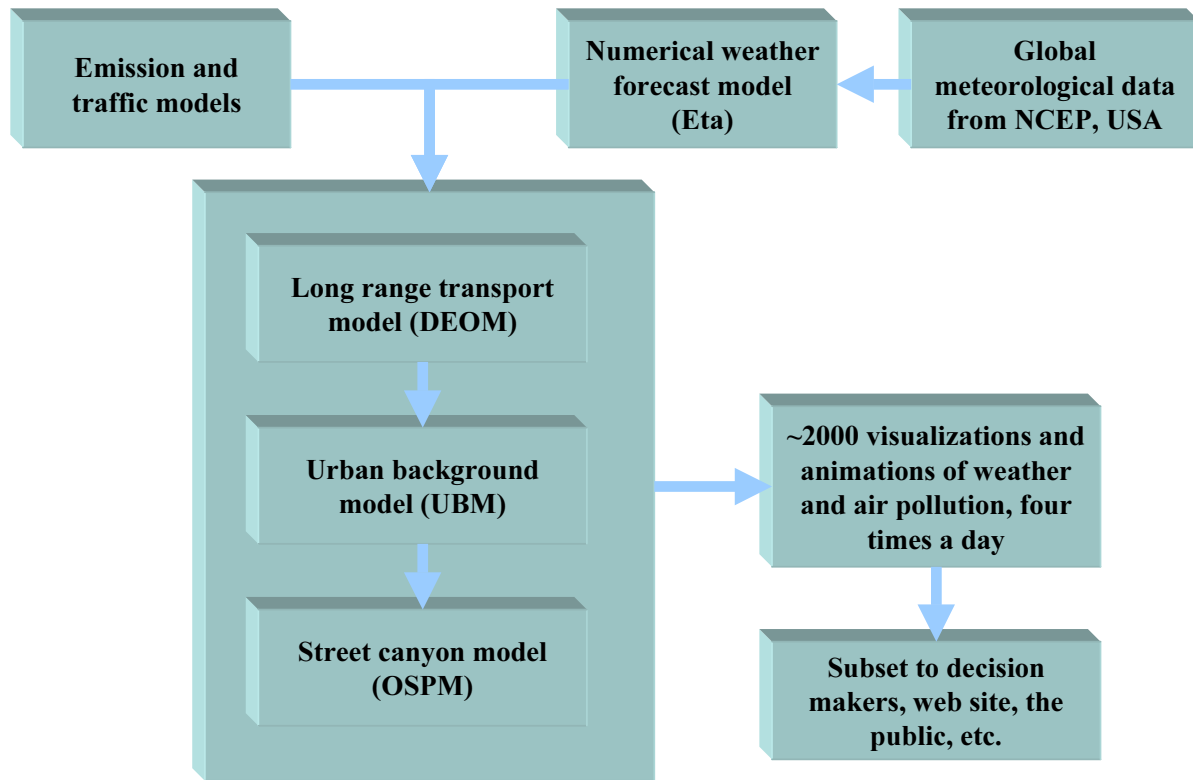 Emission and
traffic models
Numerical weather
forecast model
(Eta)
Global
meteorological data
from NCEP, USA
Long range transport
model (DEOM)
Urban background
model (UBM)
Street canyon model
(OSPM)
~2000 visualizations and
animations of weather
and air pollution, four
times a day
Subset to decision
makers, web site, the
public, etc.